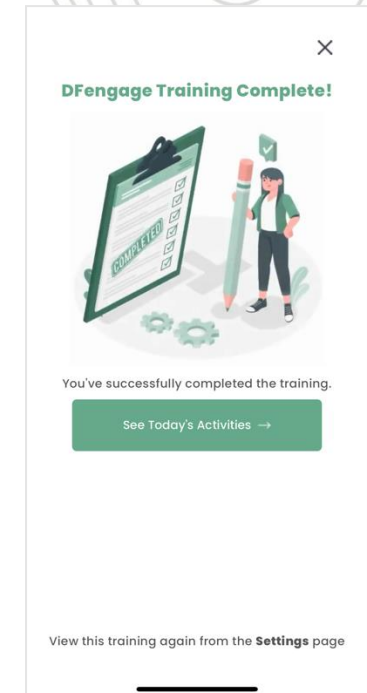 DFengage Training Complete!
COMPLETED
You've successfully completed the training.
See Today's Activities →
View this training again from the Settings page